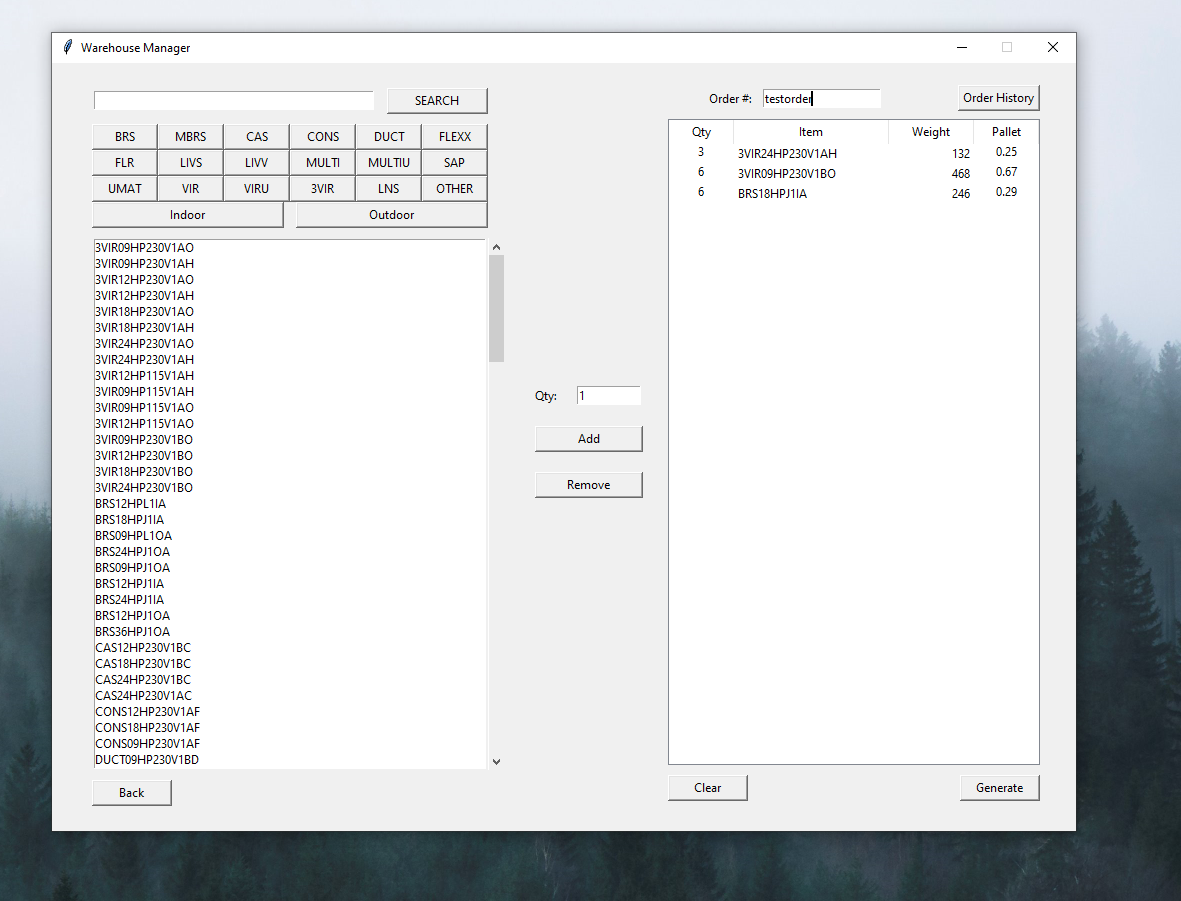 Warehouse Manager
SEARCH
Order #: testorder Order History
BRS MBRS CAS CONS DUCT FLEXX
FLR LIVS LIVV MULTI MULTIU SAP
UMAT VIR VIRU 3VIR LNS OTHER
Indoor Outdoor
3VIR09HP230V1AO
3VIR09HP230V1AH
3VIR12HP230V1AO
3VIR12HP230V1AH
3VIR18HP230V1AO
3VIR18HP230V1AH
3VIR24HP230V1AO
3VIR24HP230V1AH
3VIR12HP115V1AH
3VIR09HP115V1AH
3VIR09HP115V1AO
3VIR12HP115V1AO
3VIR09HP230V1BO
3VIR12HP230V1BO
3VIR18HP230V1BO
3VIR24HP230V1BO
BRS12HPL1IA
BRS18HPJ1IA
BRS09HPL1OA
BRS24HPJ1OA
BRS09HPJ1OA
BRS12HPJ1IA
BRS24HPJ1IA
BRS12HPJ1OA
BRS36HPJ1OA
CAS12HP230V1BC
CAS18HP230V1BC
CAS24HP230V1BC
CAS24HP230V1AC
CONS12HP230V1AF
CONS18HP230V1AF
CONS09HP230V1AF
DUCT09HP230V1BD
Back
Qty: 1
Add
Remove
Qty Item Weight Pallet
3 3VIR24HP230V1AH 132 0.25
6 3VIR09HP230V1BO 468 0.67
6 BRS18HPJ1IA 246 0.29
Clear Generate